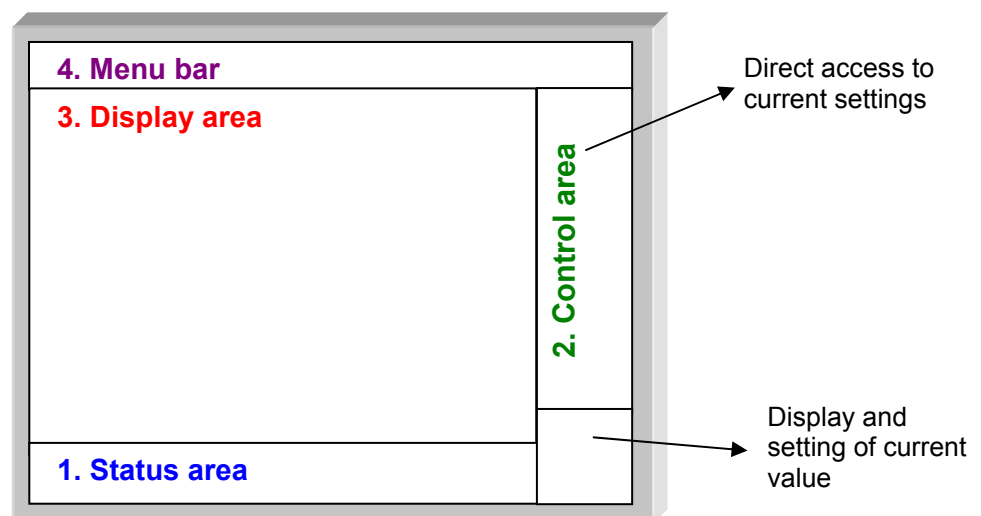 4. Menu bar
3. Display area
2. Control area
1. Status area
Direct access to
current settings
Display and
setting of current
value